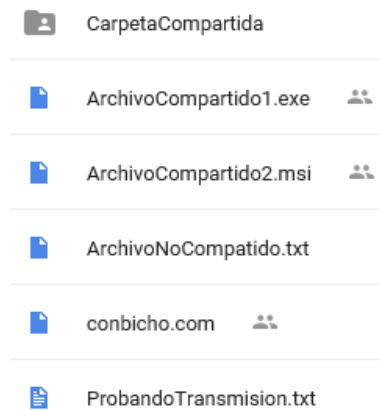 CarpetaCompartida
ArchivoCompartido1.exe
ArchivoCompartido2.msi
ArchivoNoCompatido.txt
conbicho.com
ProbandoTransmision.txt